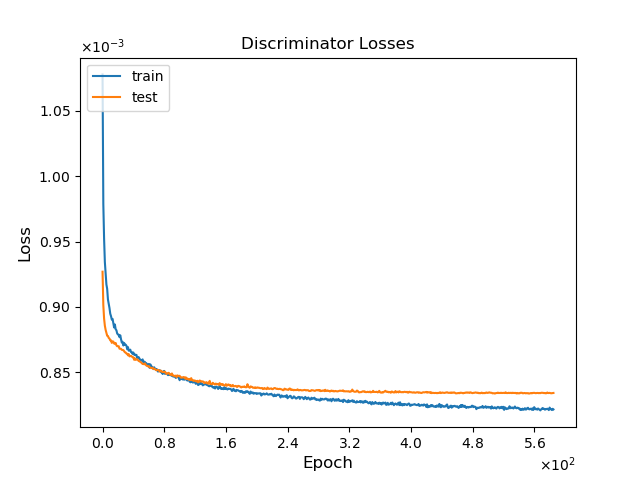 Discriminator Losses
×10⁻³
train
test
1.05
1.00
0.95
0.90
0.85
Loss
0.0 0.8 1.6 2.4 3.2 4.0 4.8 5.6
Epoch
×10²